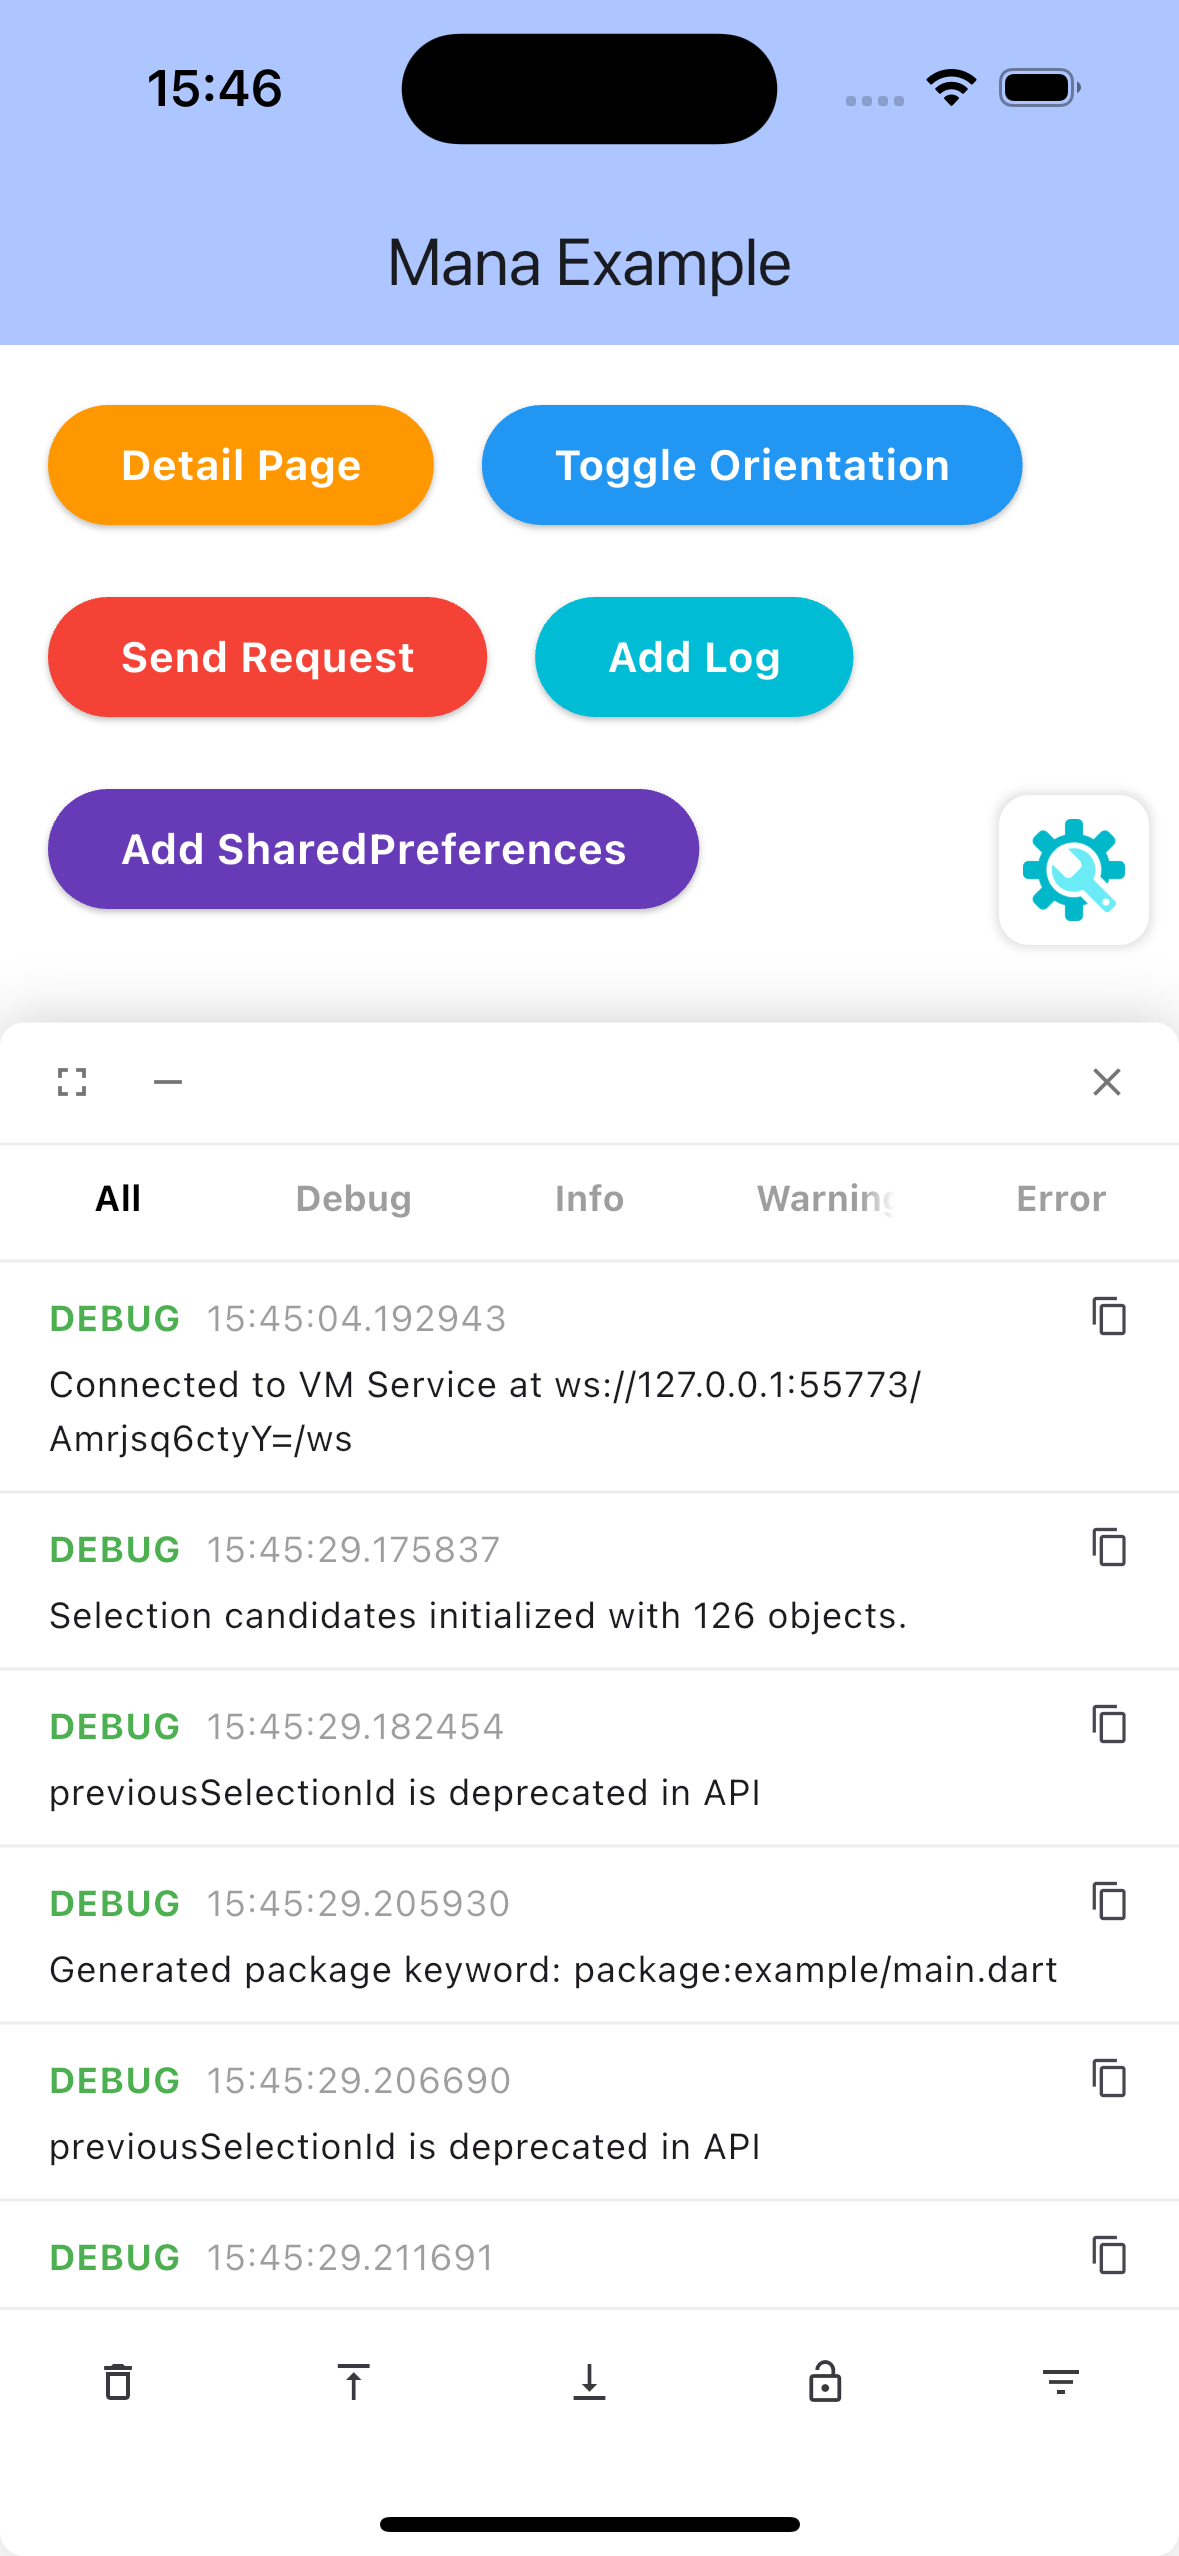 15:46
Mana Example
Detail Page
Toggle Orientation
Send Request
Add Log
Add SharedPreferences
All
Debug
Info
Warning
Error
DEBUG 15:45:04.192943
Connected to VM Service at ws://127.0.0.1:55773/
Amrjsq6ctyY=/ws
DEBUG 15:45:29.175837
Selection candidates initialized with 126 objects.
DEBUG 15:45:29.182454
previousSelectionId is deprecated in API
DEBUG 15:45:29.205930
Generated package keyword: package:example/main.dart
DEBUG 15:45:29.206690
previousSelectionId is deprecated in API
DEBUG 15:45:29.211691